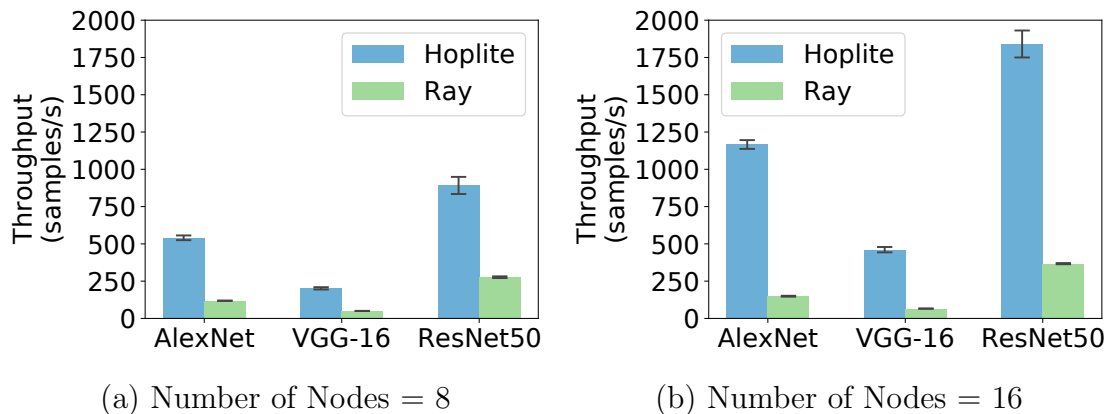 2000
1750
1500
1250
1000
750
500
250
0
Throughput
(samples/s)
Hoplite
Ray
AlexNet VGG-16 ResNet50
(a) Number of Nodes = 8
2000
1750
1500
1250
1000
750
500
250
0
Throughput
(samples/s)
Hoplite
Ray
AlexNet VGG-16 ResNet50
(b) Number of Nodes = 16